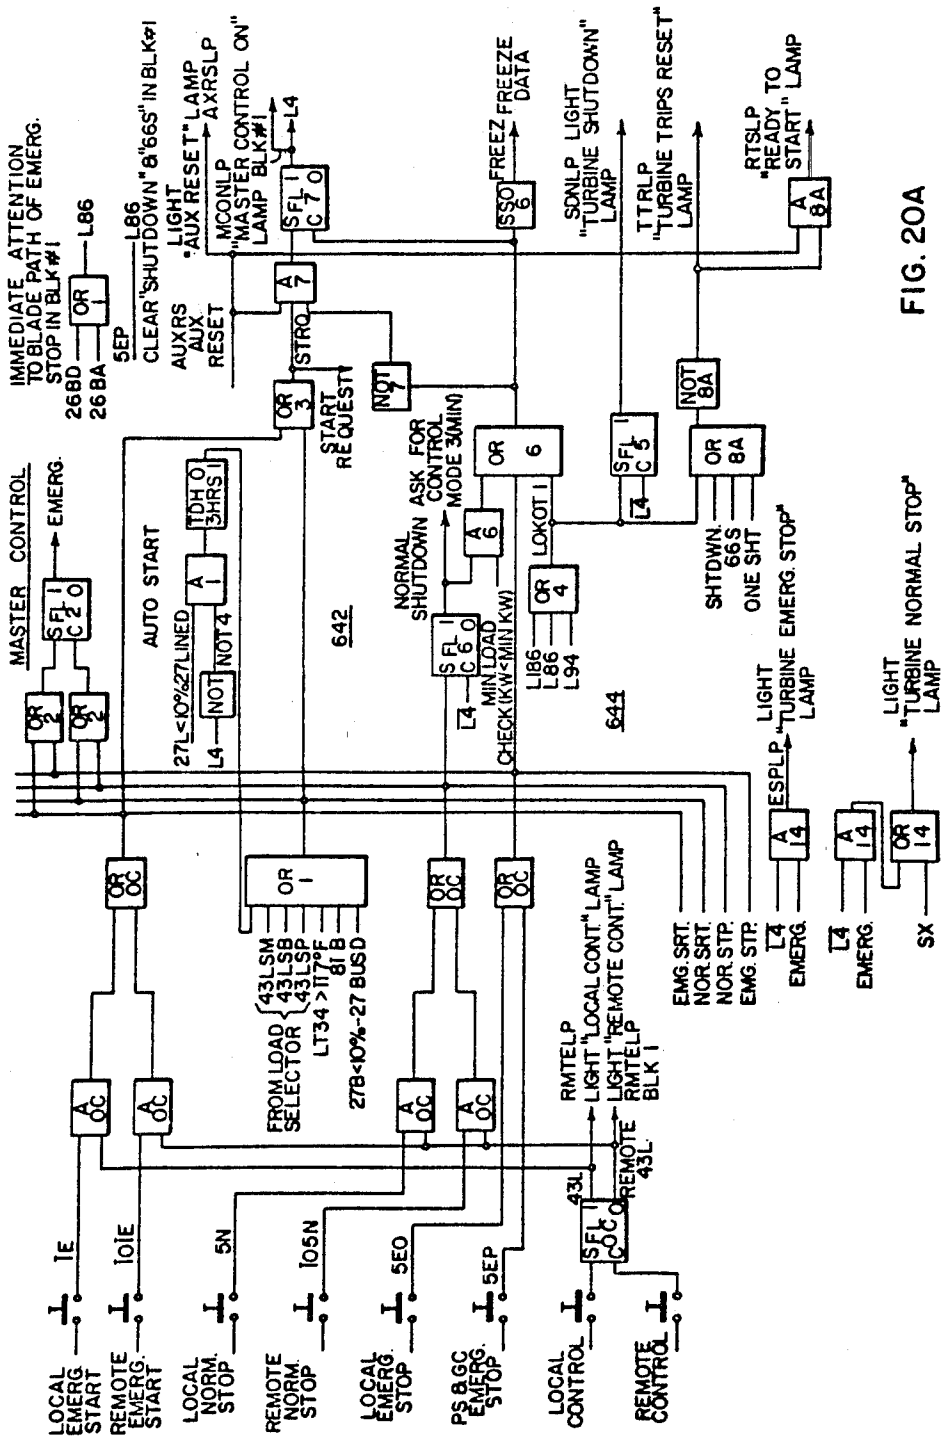 IMMEDIATE ATTENTION
TO BLADE PATH OF EMERG.
STOP IN BLK#1
26BD
26BA
OR
1
L86
5EP
L86
CLEAR"SHUTDOWN"&"66S"IN BLK#1
MASTER CONTROL
OR
2
OR
2
S FL 1
C 2 0
EMERG.
LIGHT
"AUX RESET" LAMP
AXRSLP
AUXRS
AUX.
RESET
MCONLP
"MASTER CONTROL ON"
LAMP BLK#1
L4
A
7
S FL 1
C 7 0
STRQ
OR
3
START
REQUEST
NOT
7
AUTO START
27L<10%27LINED
L4
NOT
NOT4
A
1
TDH 0
3HRS 1
642
NORMAL
SHUTDOWN
ASK FOR
CONTROL
MODE 3(MIN)
S FL 1
C 6 0
L4
MIN LOAD
CHECK(KW<MIN KW)
A
6
OR
6
SSO
6
FREEZ
FREEZE
DATA
L186
L86
L94
OR
4
LOKOT 1
SFL 1
C 5
L4
SDNLP LIGHT
"TURBINE SHUTDOWN"
LAMP
SHTDWN.
66S
ONE SHT
OR
8A
NOT
8A
TTRLP
"TURBINE TRIPS RESET"
LAMP
A
8A
RTSLP
"READY TO
START" LAMP
644
LOCAL
EMERG.
START
1E
REMOTE
EMERG.
START
101E
A
OC
A
OC
OR
OC
LOCAL
NORM.
STOP
5N
REMOTE
NORM.
STOP
105N
LOCAL
EMERG.
STOP
5EO
PS & GC
EMERG.
STOP
5EP
A
OC
A
OC
OR
OC
OR
OC
FROM LOAD
SELECTOR
43LSM
43LSB
43LSP
LT34>117°F
81 B
27B<10%-27 BUSD
OR
1
LOCAL
CONTROL
REMOTE
CONTROL
S FL 1
OC
C 0
43L
REMOTE
43L
RMTELP
LIGHT "LOCAL CONT." LAMP
LIGHT "REMOTE CONT." LAMP
RMTELP
BLK 1
EMG. SRT.
NOR. SRT.
NOR. STP.
EMG. STP.
L4
EMERG.
A
14
ESPLP
LIGHT
"TURBINE EMERG. STOP"
LAMP
L4
EMERG.
A
14
SX
OR
14
LIGHT
"TURBINE NORMAL STOP"
LAMP
FIG. 20A